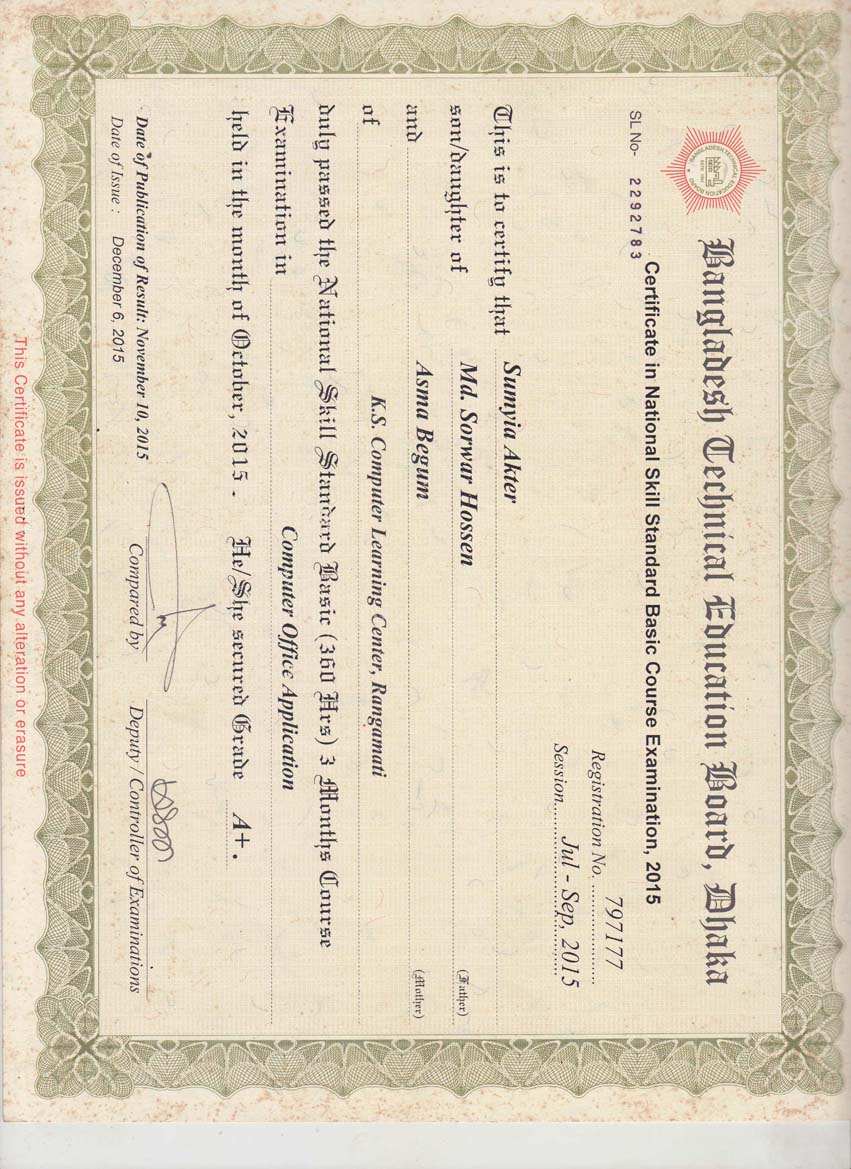 Bangladesh Technical Education Board, Dhaka
BANGLADESH TECHNICAL EDUCATION BOARD
Certificate in National Skill Standard Basic Course Examination, 2015
SL No- 2292783
Registration No. 797177
Session Jul - Sep, 2015
This is to certify that Sumyia Akter
son/daughter of Md. Sorwar Hossen (Father)
and Asma Begum (Mother)
of K.S. Computer Learning Center, Rangamati
duly passed the National Skill Standard Basic (360 Hrs) 3 Months Course
Examination in Computer Office Application
held in the month of October, 2015. He/She secured Grade A+.
Date of Publication of Result: November 10, 2015
Date of Issue : December 6, 2015
Compared by
Deputy / Controller of Examinations
This Certificate is issued without any alteration or erasure